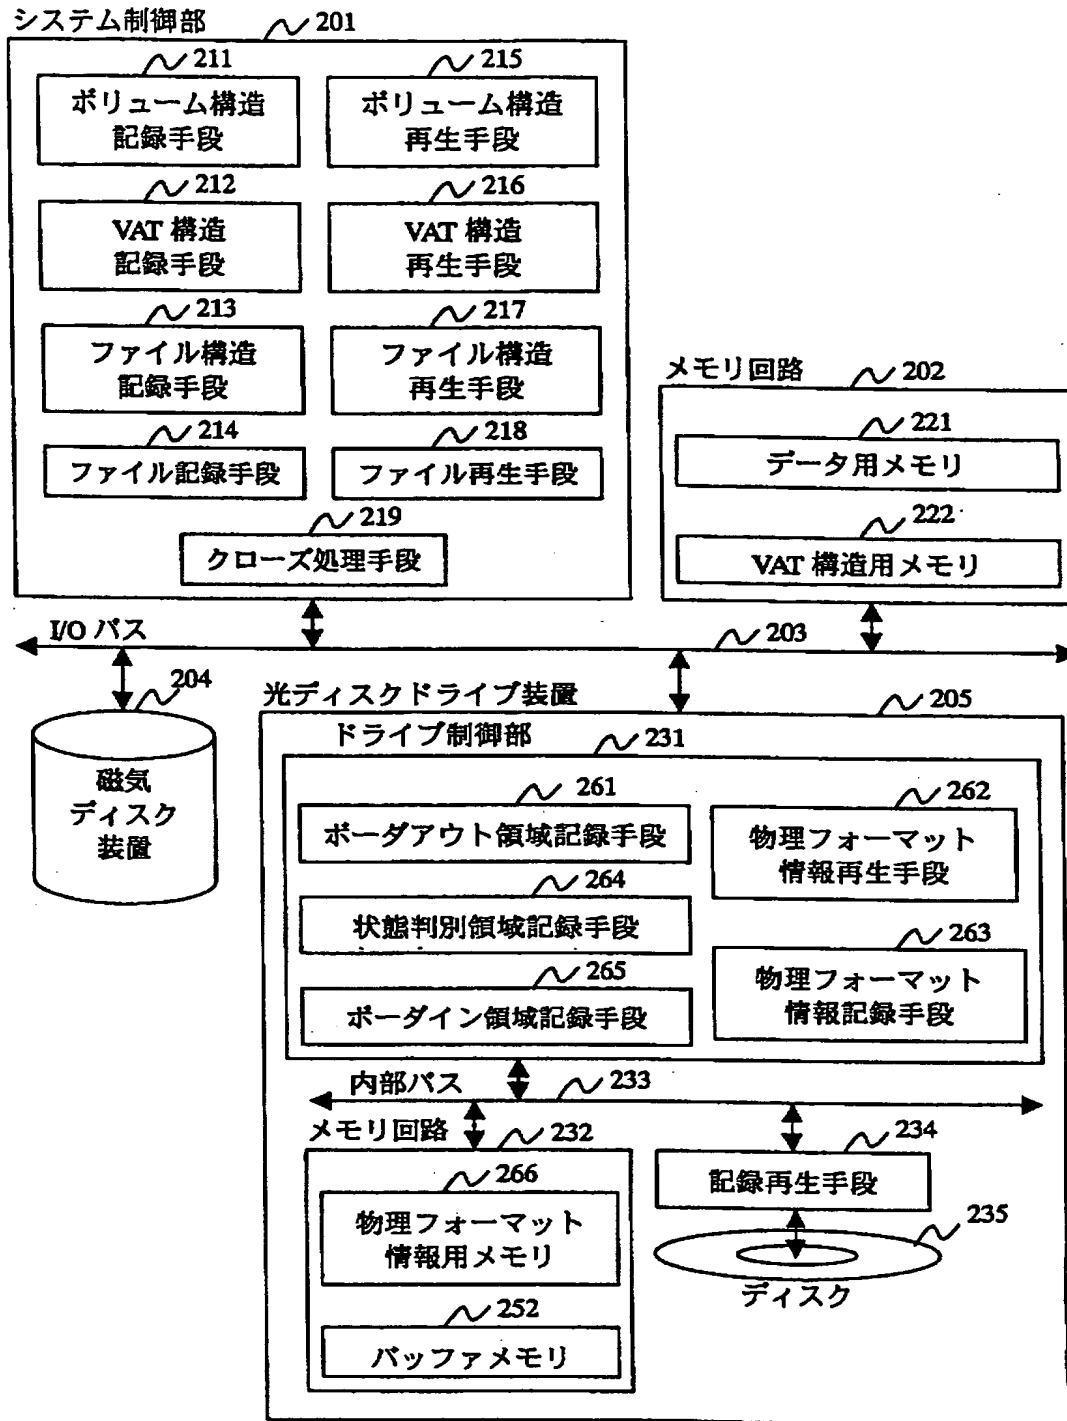 システム制御部 201
211
ボリューム構造
記録手段
215
ボリューム構造
再生手段
212
VAT 構造
記録手段
216
VAT 構造
再生手段
213
ファイル構造
記録手段
217
ファイル構造
再生手段
214
ファイル記録手段
218
ファイル再生手段
219
クローズ処理手段
メモリ回路 202
221
データ用メモリ
222
VAT 構造用メモリ
I/O バス
203
204
磁気
ディスク
装置
光ディスクドライブ装置 205
ドライブ制御部 231
261
ボーダアウト領域記録手段
262
物理フォーマット
情報再生手段
264
状態判別領域記録手段
263
物理フォーマット
情報記録手段
265
ボーダイン領域記録手段
内部バス 233
メモリ回路 232
266
物理フォーマット
情報用メモリ
252
バッファメモリ
234
記録再生手段
235
ディスク